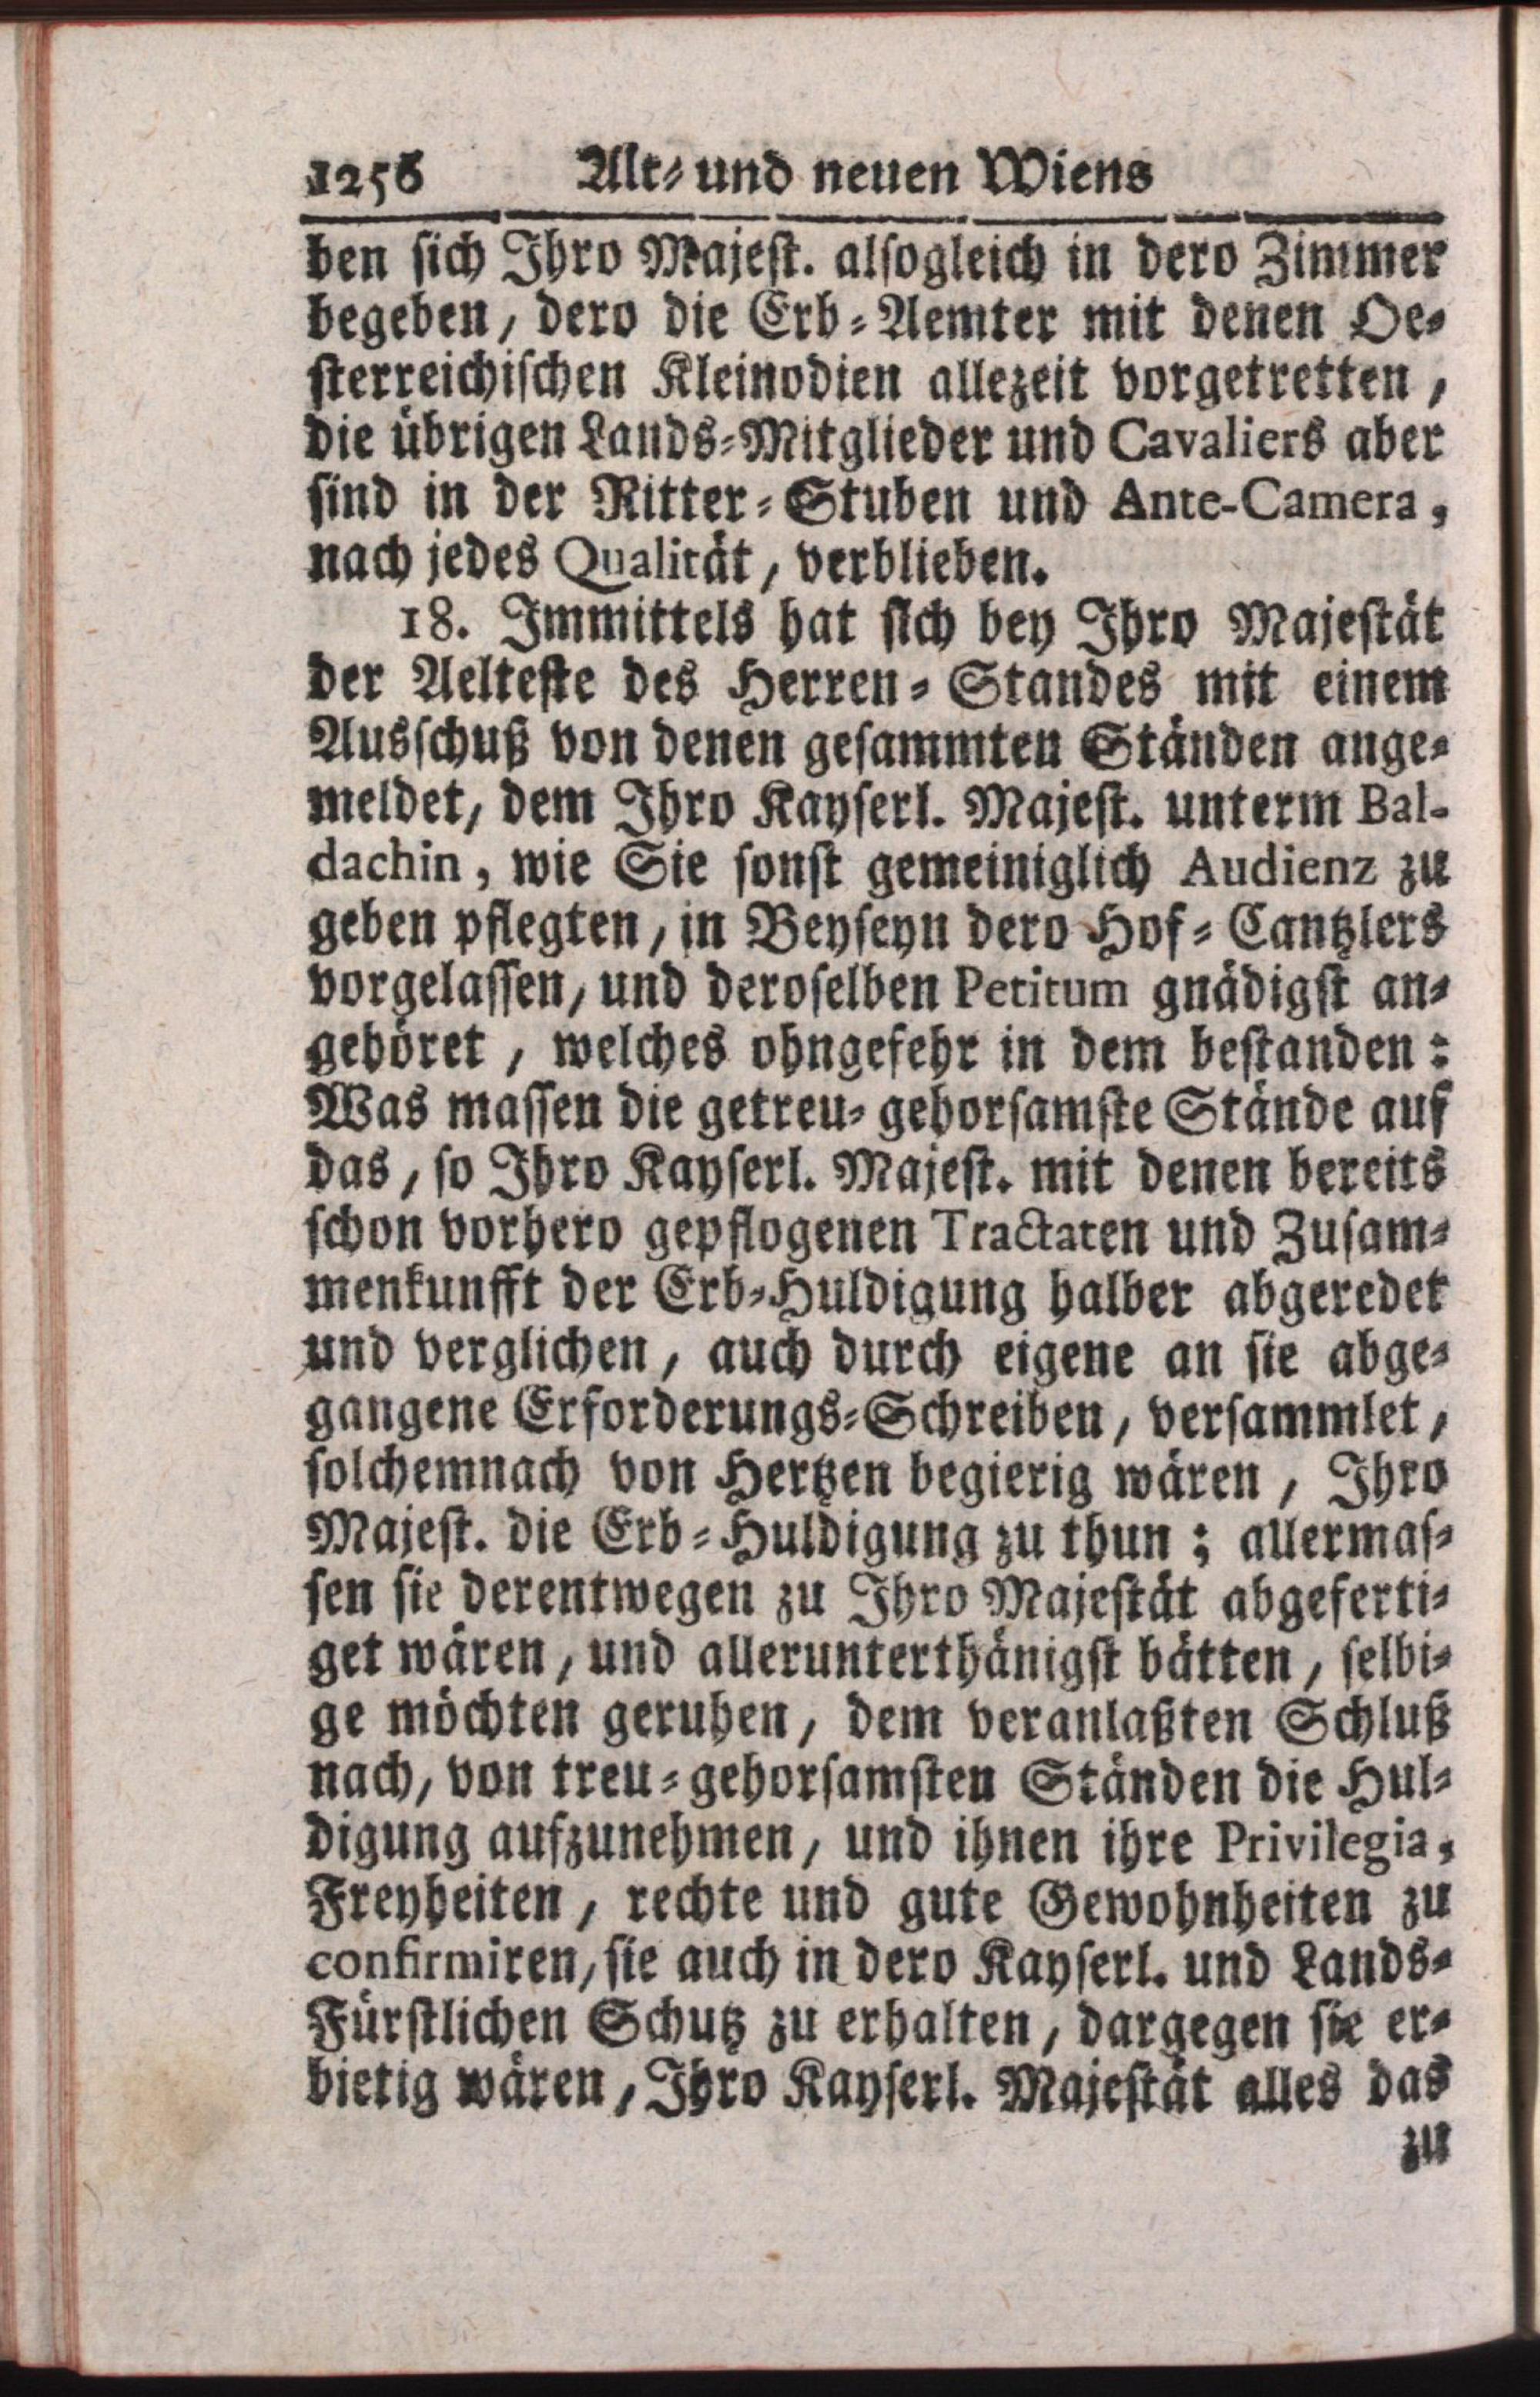 1256 Alt- und neuen Wiens
ben sich Ihro Majest. alsogleich in dero Zimmer
begeben, dero die Erb-Aemter mit denen Oe-
sterreichischen Kleinodien allezeit vorgetretten,
die übrigen Lands-Mitglieder und Cavaliers aber
sind in der Ritter-Stuben und Ante-Camera,
nach jedes Qualität, verblieben.
18. Immittels hat sich bey Ihro Majestät
der Aelteste des Herren-Standes mit einem
Ausschuß von denen gesammten Ständen ange-
meldet, dem Ihro Kayserl. Majest. unterm Bal-
dachin, wie Sie sonst gemeiniglich Audienz zu
geben pflegten, in Beyseyn dero Hof-Cantzlers
vorgelassen, und deroselben Petitum gnädigst an-
gehöret, welches ohngefehr in dem bestanden:
Was massen die getreu-gehorsamste Stände auf
das, so Ihro Kayserl. Majest. mit denen bereits
schon vorhero gepflogenen Tractaten und Zusam-
menkunfft der Erb-Huldigung halber abgeredet
und verglichen, auch durch eigene an sie abge-
gangene Erforderungs-Schreiben, versammlet,
solchemnach von Hertzen begierig wären, Ihro
Majest. die Erb-Huldigung zu thun; allermas-
sen sie derentwegen zu Ihro Majestät abgeferti-
get wären, und allerunterthänigst bätten, selbi-
ge möchten geruhen, dem veranlaßten Schluß
nach, von treu-gehorsamsten Ständen die Hul-
digung aufzunehmen, und ihnen ihre Privilegia,
Freyheiten, rechte und gute Gewohnheiten zu
confirmiren, sie auch in dero Kayserl. und Lands-
Fürstlichen Schutz zu erhalten, dargegen sie er-
bietig wären, Ihro Kayserl. Majestät alles das
zu